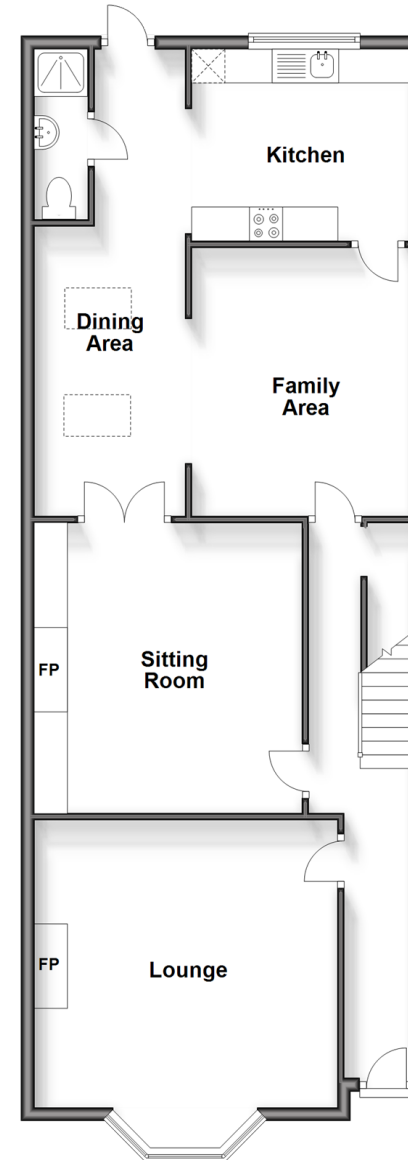 Kitchen
Dining
Area
Family
Area
FP
Sitting
Room
FP
Lounge